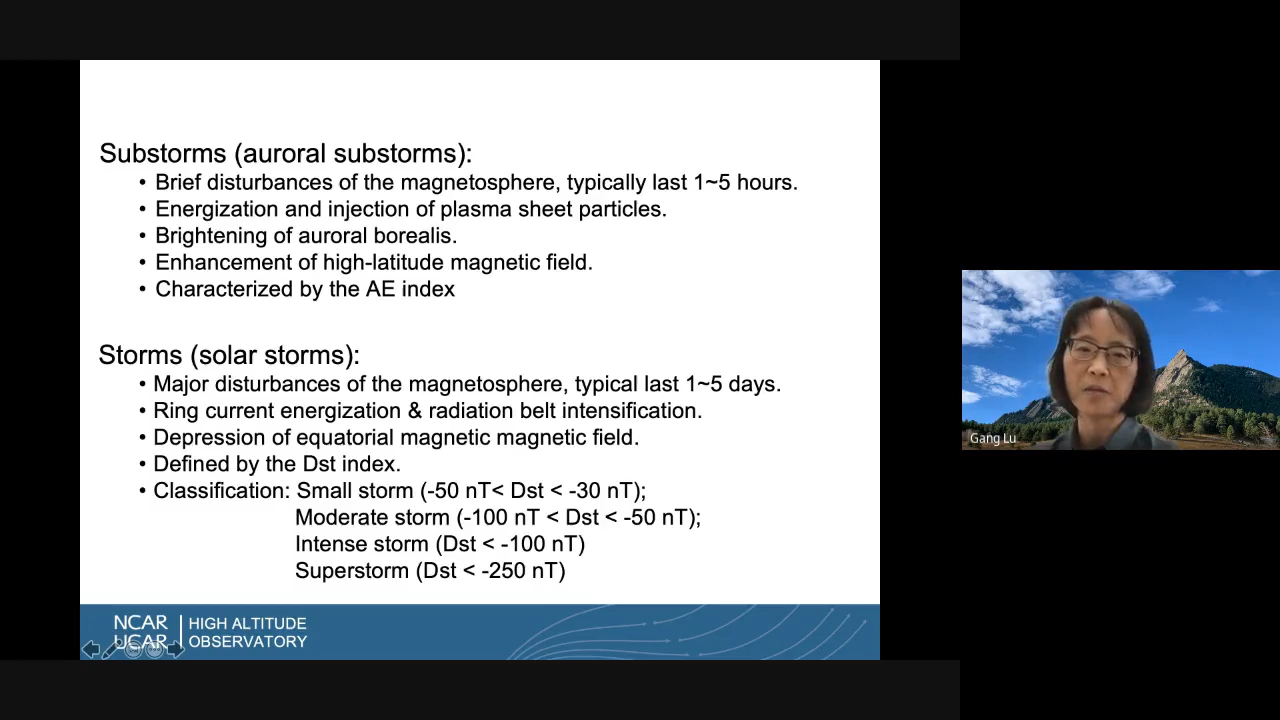 Substorms (auroral substorms):
• Brief disturbances of the magnetosphere, typically last 1~5 hours.
• Energization and injection of plasma sheet particles.
• Brightening of auroral borealis.
• Enhancement of high-latitude magnetic field.
• Characterized by the AE index
Storms (solar storms):
• Major disturbances of the magnetosphere, typical last 1~5 days.
• Ring current energization & radiation belt intensification.
• Depression of equatorial magnetic magnetic field.
• Defined by the Dst index.
• Classification: Small storm (-50 nT< Dst < -30 nT);
Moderate storm (-100 nT < Dst < -50 nT);
Intense storm (Dst < -100 nT)
Superstorm (Dst < -250 nT)
NCAR
UCAR
HIGH ALTITUDE
OBSERVATORY
Gang Lu